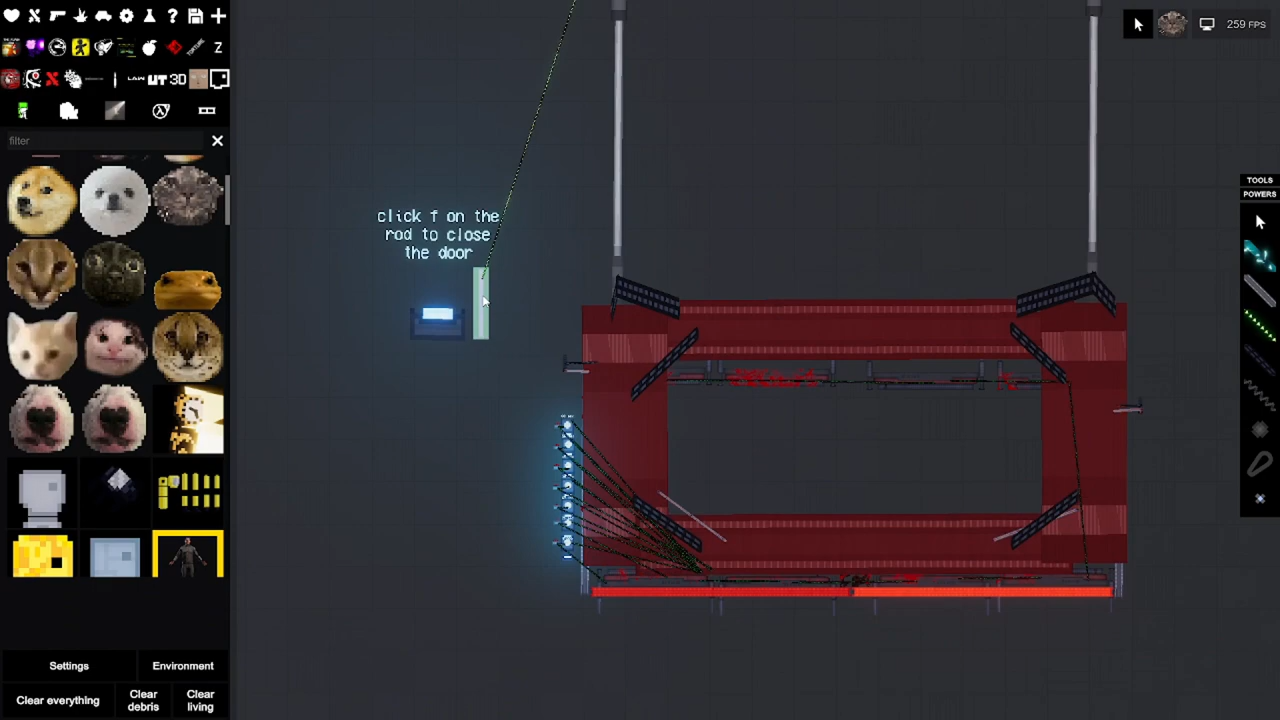 259 FPS
Z
LAW
UT
3D
filter
click f on the
rod to close
the door
TOOLS
POWERS
Settings
Environment
Clear everything
Clear
debris
Clear
living